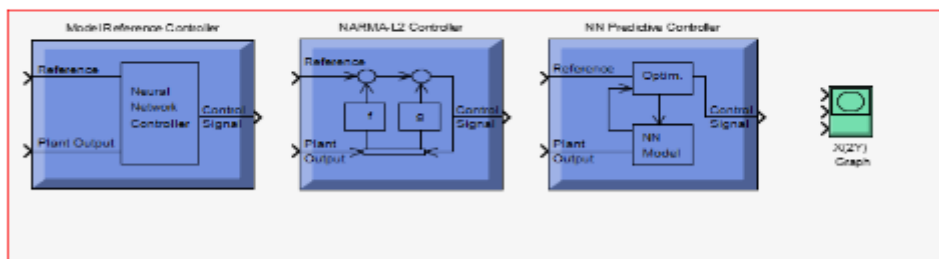 Model Reference Controller
Reference
Neural
Network
Controller
Control
Signal
Plant Output
NARMA-L2 Controller
Reference
f
g
Control
Signal
Plant
Output
NN Predictive Controller
Reference
Optim.
Control
Signal
Plant
Output
NN
Model
X(2Y)
Graph